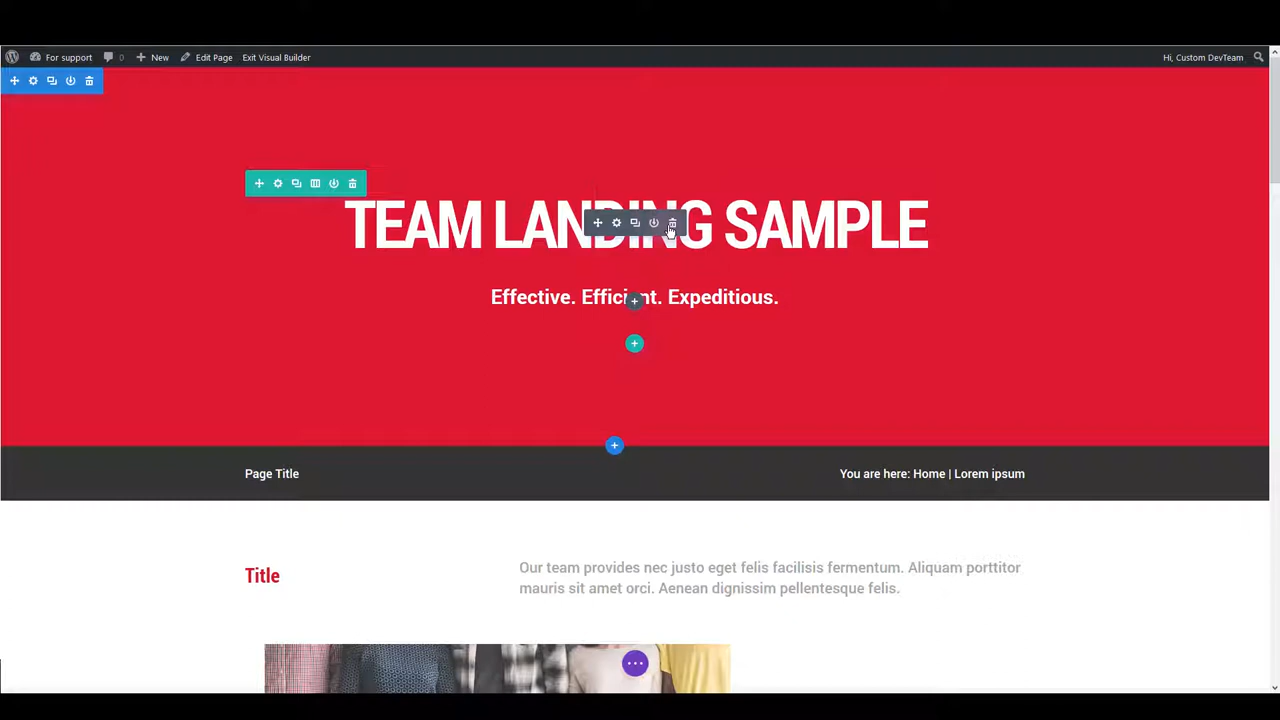 For support 0 New Edit Page Exit Visual Builder Hi, Custom DevTeam
TEAM LANDING SAMPLE
Effective. Efficient. Expeditious.
Page Title You are here: Home | Lorem ipsum
Title
Our team provides nec justo eget felis facilisis fermentum. Aliquam porttitor
mauris sit amet orci. Aenean dignissim pellentesque felis.